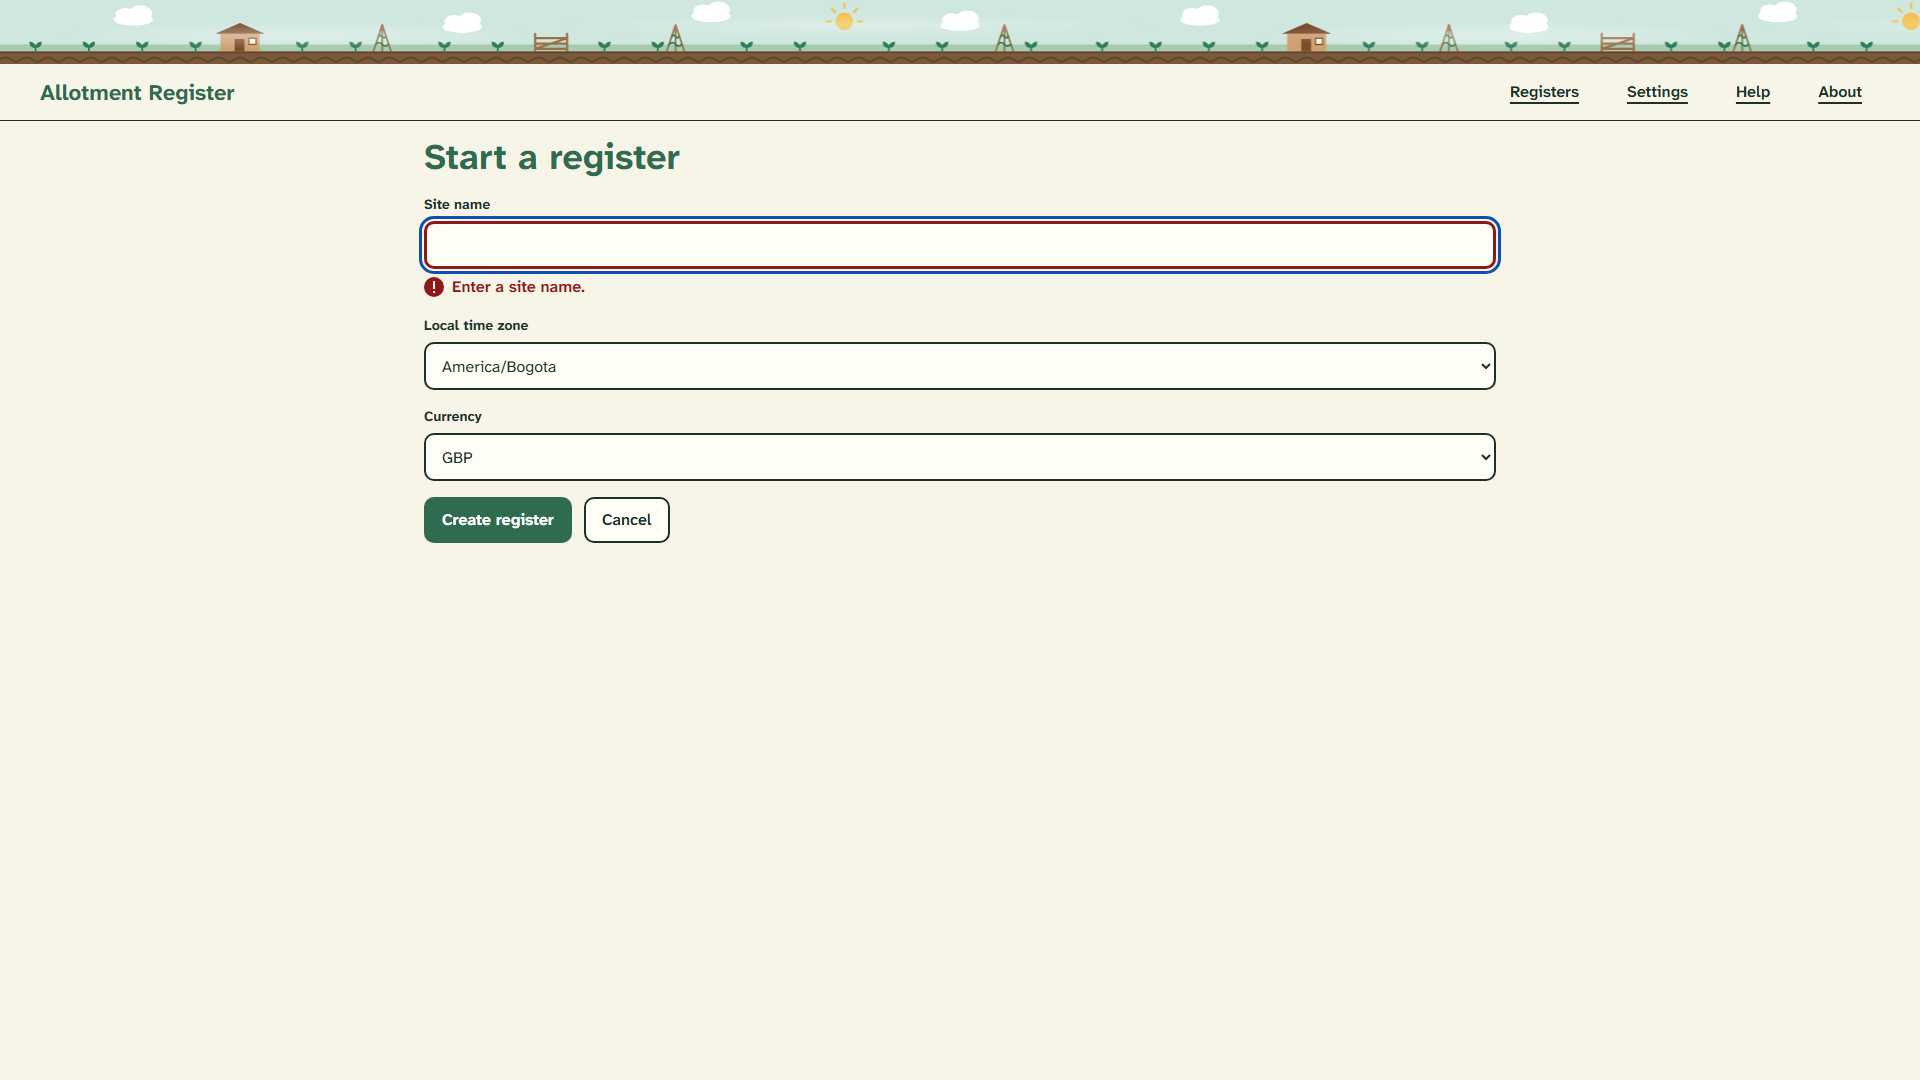 Allotment Register
Registers
Settings
Help
About
Start a register
Site name
Enter a site name.
Local time zone
America/Bogota
Currency
GBP
Create register
Cancel